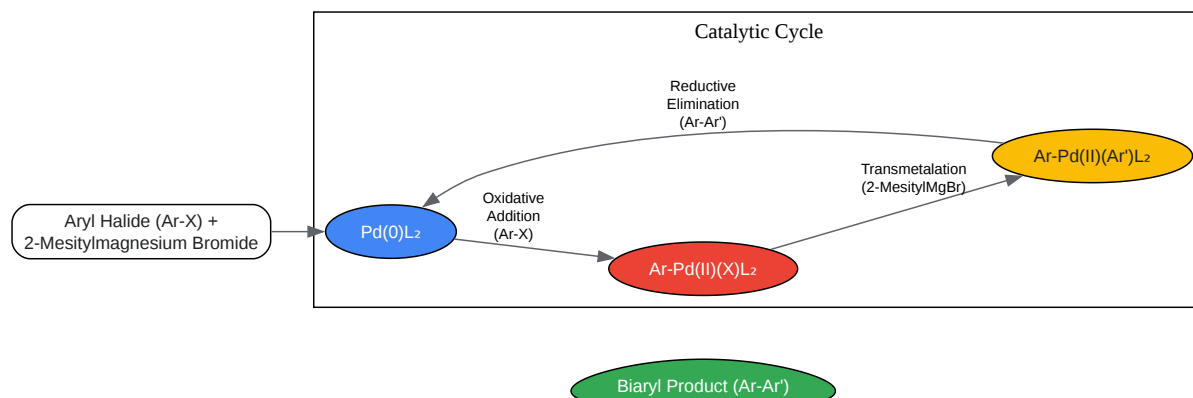 Catalytic Cycle
Reductive
Elimination
(Ar-Ar')
Ar-Pd(II)(Ar')L₂
Transmetalation
(2-MesitylMgBr)
Oxidative
Addition
(Ar-X)
Aryl Halide (Ar-X) +
2-Mesitylmagnesium Bromide
Pd(0)L₂
Ar-Pd(II)(X)L₂
Biaryl Product (Ar-Ar')